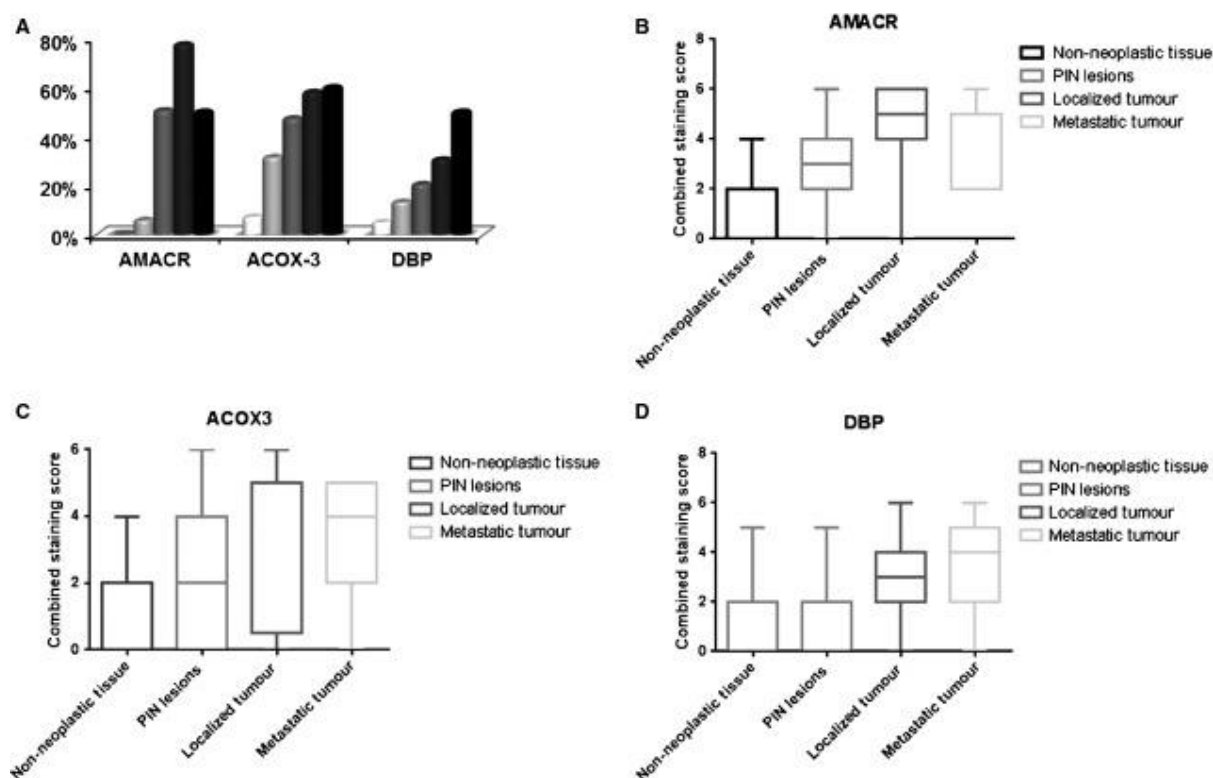 A
80%
60%
40%
20%
0%
AMACR ACOX-3 DBP
B
AMACR
Combined staining score
8
6
4
2
0
Non-neoplastic tissue
PIN lesions
Localized tumour
Metastatic tumour
Non-neoplastic tissue
PIN lesions
Localized tumour
Metastatic tumour
C
ACOX3
Combined staining score
6
4
2
0
Non-neoplastic tissue
PIN lesions
Localized tumour
Metastatic tumour
Non-neoplastic tissue
PIN lesions
Localized tumour
Metastatic tumour
D
DBP
Combined staining score
8
6
4
2
0
Non-neoplastic tissue
PIN lesions
Localized tumour
Metastatic tumour
Non-neoplastic tissue
PIN lesions
Localized tumour
Metastatic tumour